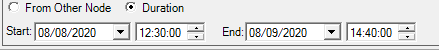 From Other Node Duration
Start: 08/08/2020 12:30:00 End: 08/09/2020 14:40:00